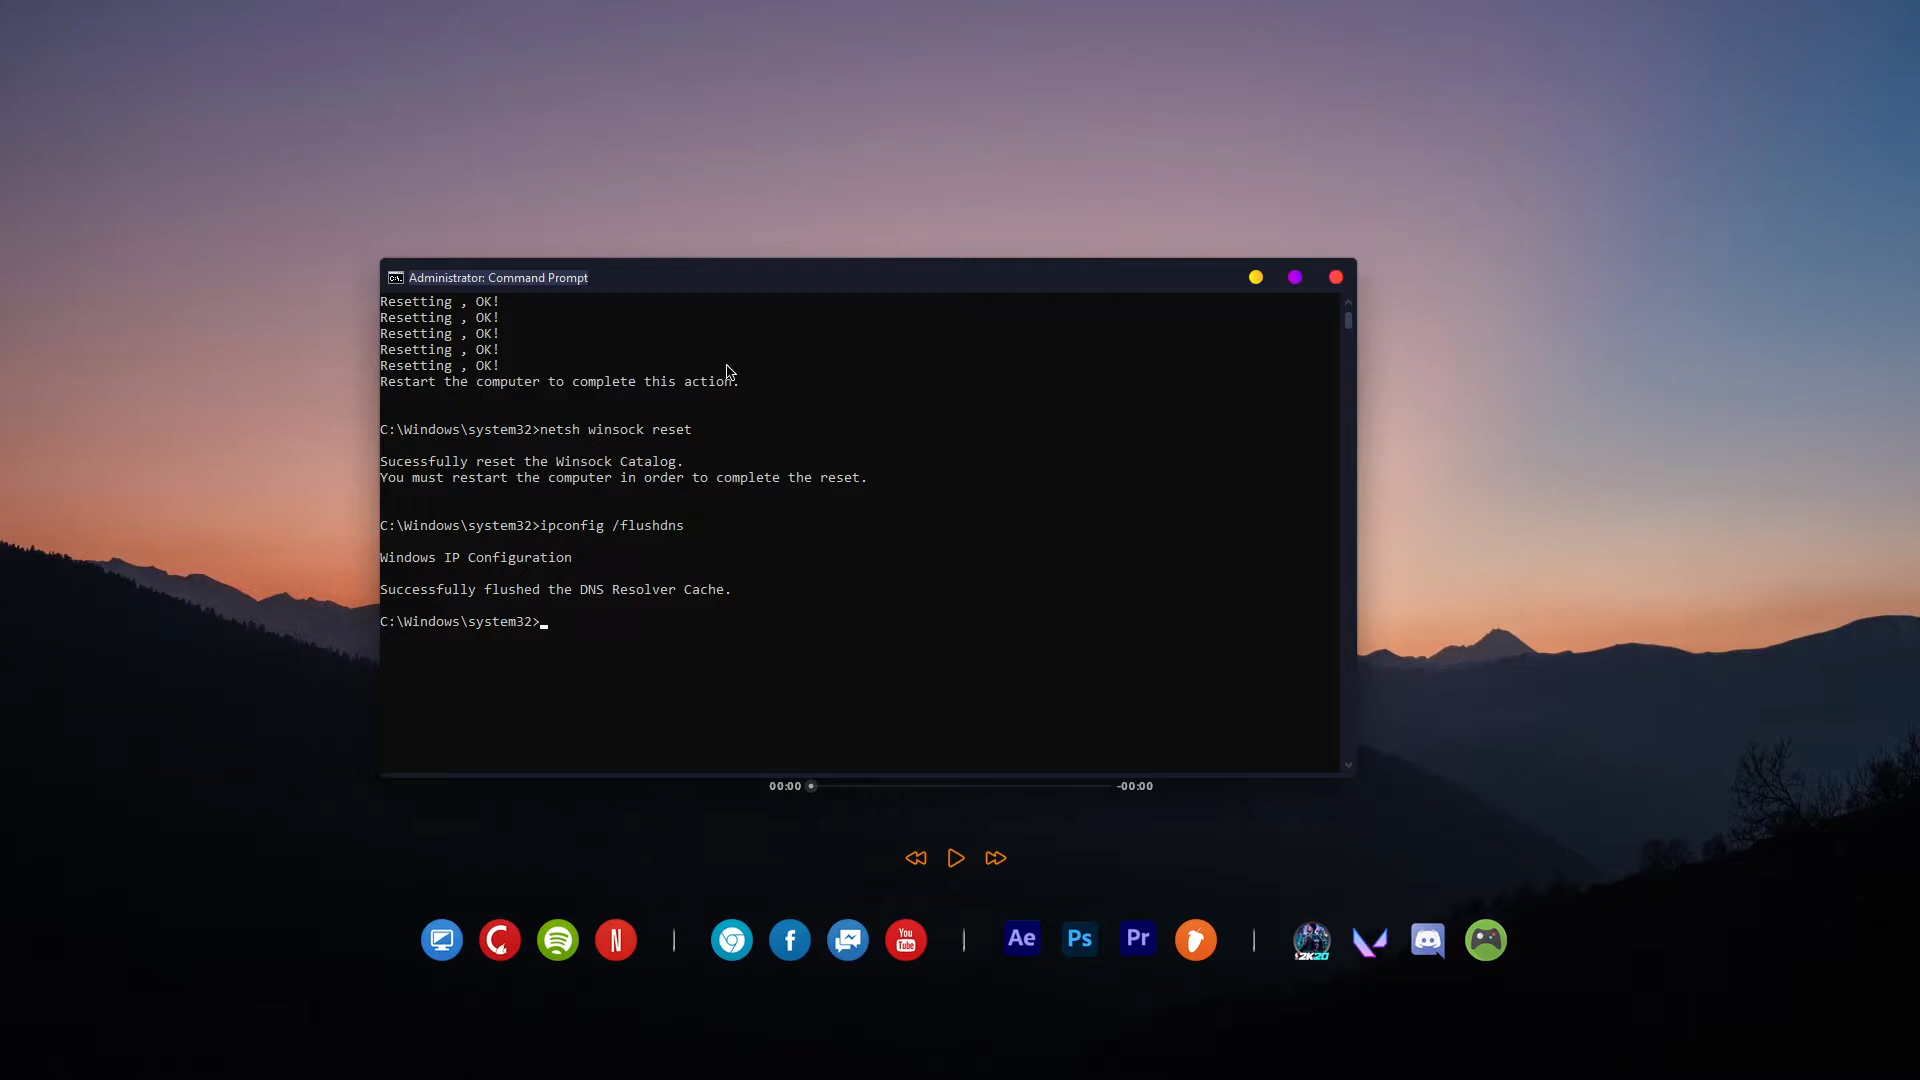 Administrator: Command Prompt
Resetting , OK!
Resetting , OK!
Resetting , OK!
Resetting , OK!
Resetting , OK!
Restart the computer to complete this action.
C:\Windows\system32>netsh winsock reset
Sucessfully reset the Winsock Catalog.
You must restart the computer in order to complete the reset.
C:\Windows\system32>ipconfig /flushdns
Windows IP Configuration
Successfully flushed the DNS Resolver Cache.
C:\Windows\system32>
00:00 -00:00
N f You Tube Ae Ps Pr 2K20